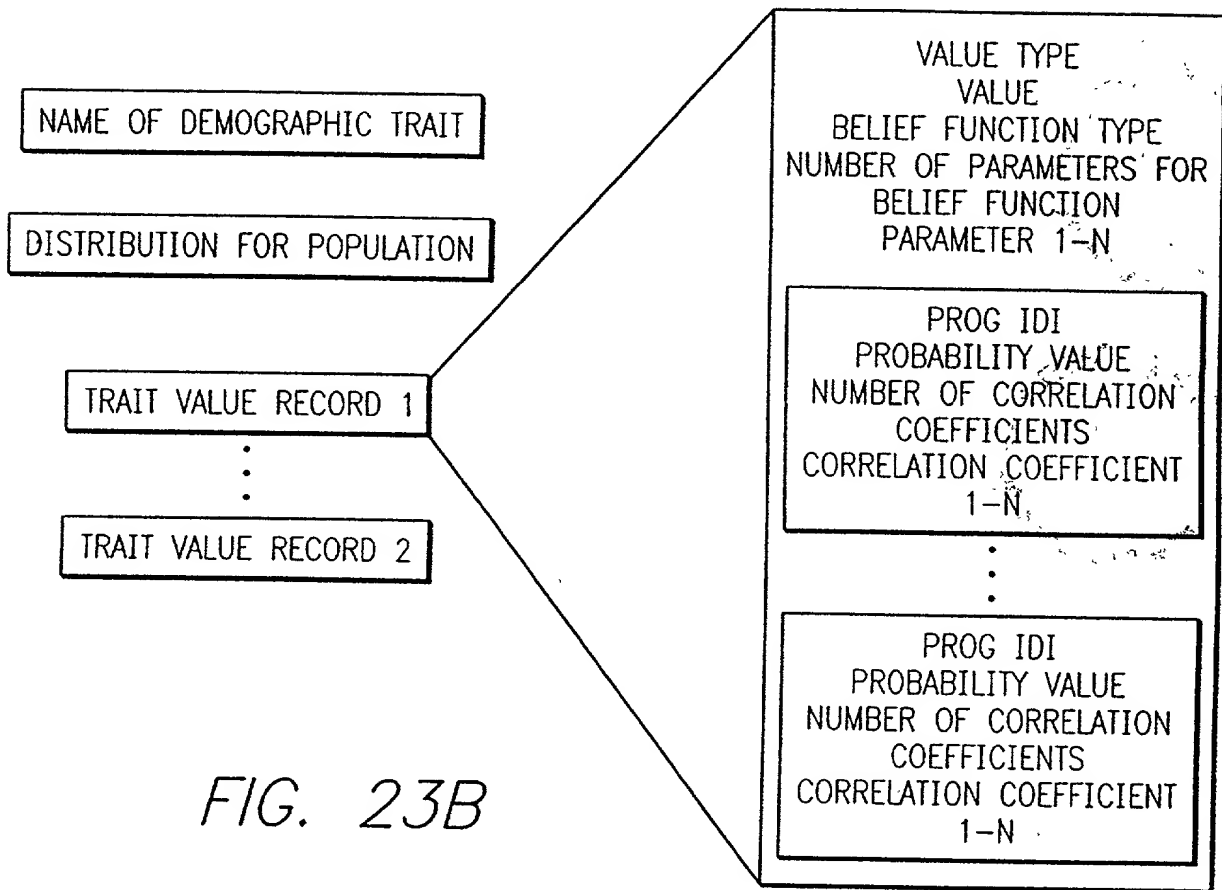 NAME OF DEMOGRAPHIC TRAIT
DISTRIBUTION FOR POPULATION
TRAIT VALUE RECORD 1
TRAIT VALUE RECORD 2
VALUE TYPE
VALUE
BELIEF FUNCTION TYPE
NUMBER OF PARAMETERS FOR
BELIEF FUNCTION
PARAMETER 1-N
PROG IDI
PROBABILITY VALUE
NUMBER OF CORRELATION
COEFFICIENTS
CORRELATION COEFFICIENT
1-N
PROG IDI
PROBABILITY VALUE
NUMBER OF CORRELATION
COEFFICIENTS
CORRELATION COEFFICIENT
1-N
FIG. 23B